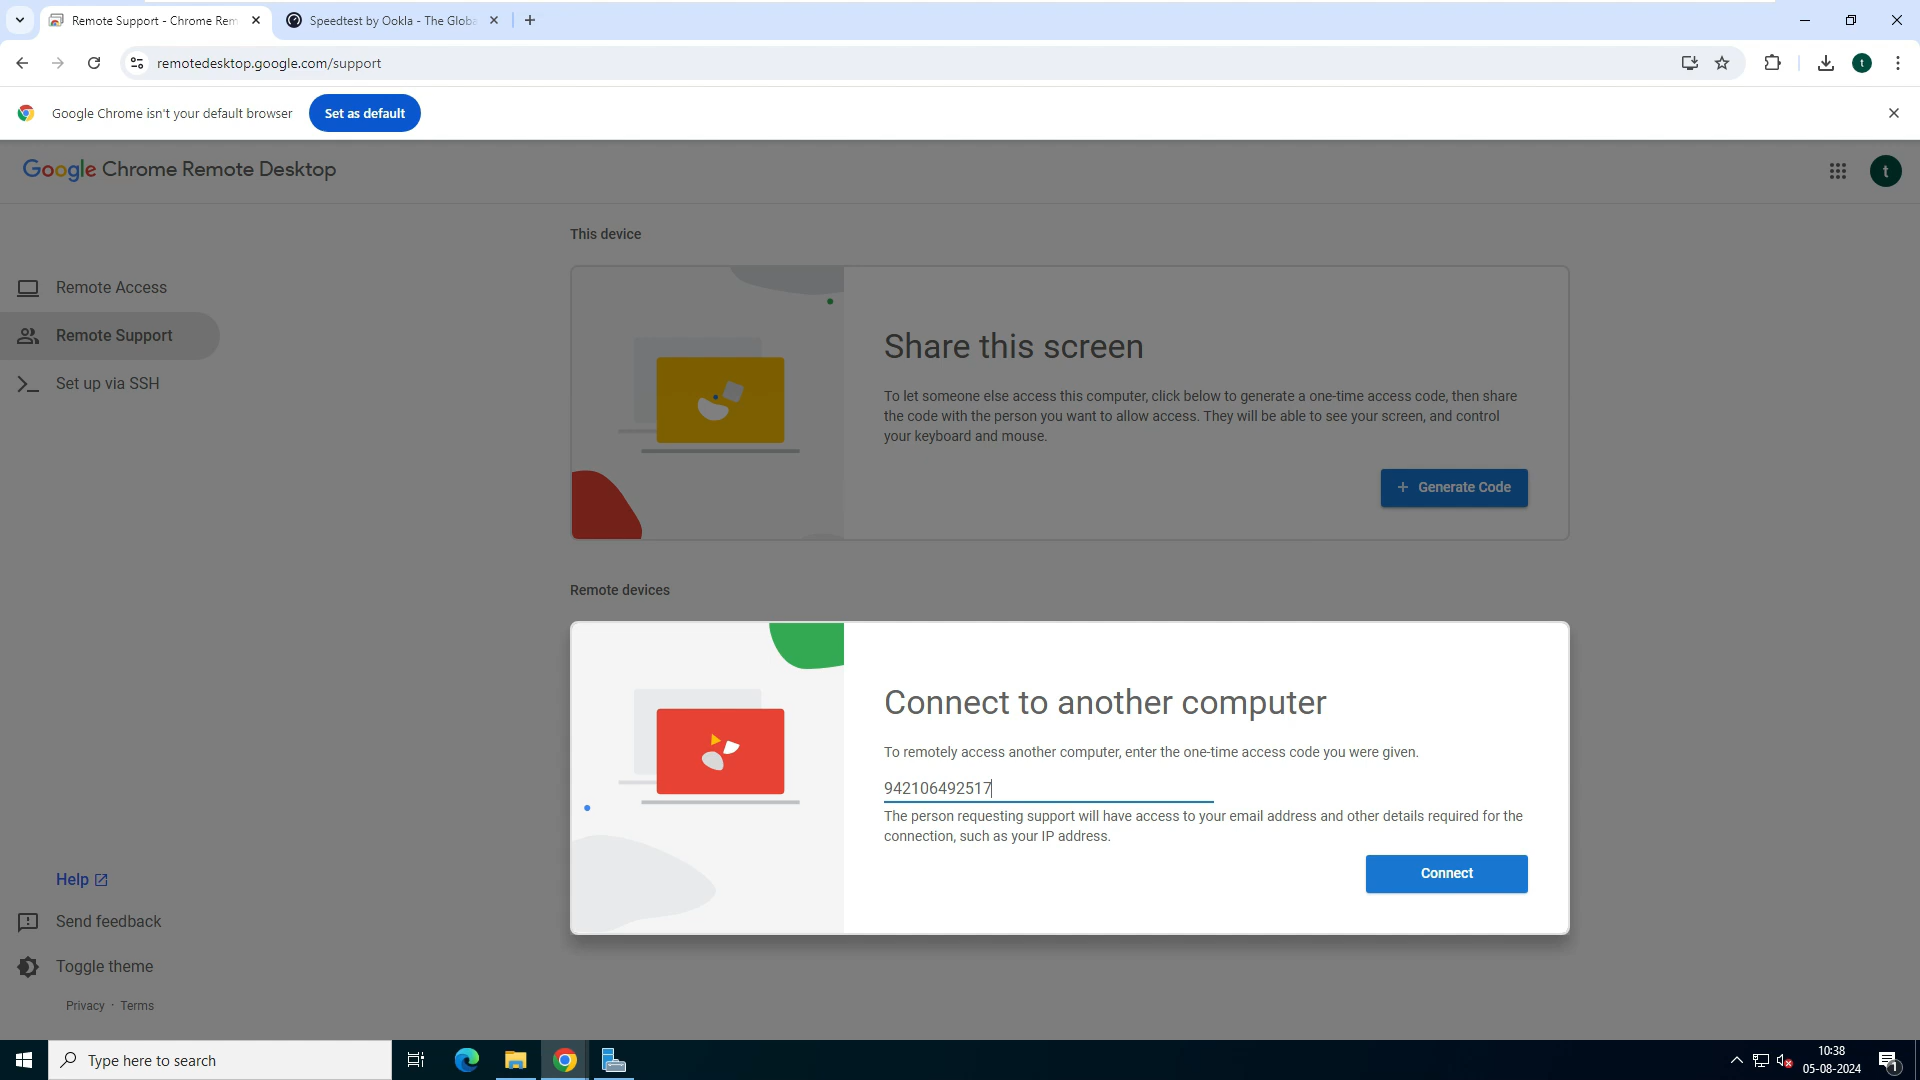 Remote Support - Chrome Rem
Speedtest by Ookla - The Globa
remotedesktop.google.com/support
t
Google Chrome isn't your default browser
Set as default
Google Chrome Remote Desktop
t
This device
Remote Access
Remote Support
Set up via SSH
Share this screen
To let someone else access this computer, click below to generate a one-time access code, then share
the code with the person you want to allow access. They will be able to see your screen, and control
your keyboard and mouse.
+ Generate Code
Remote devices
Connect to another computer
To remotely access another computer, enter the one-time access code you were given.
942106492517
The person requesting support will have access to your email address and other details required for the
connection, such as your IP address.
Connect
Help
Send feedback
Toggle theme
Privacy · Terms
Type here to search
10:38
05-08-2024
1